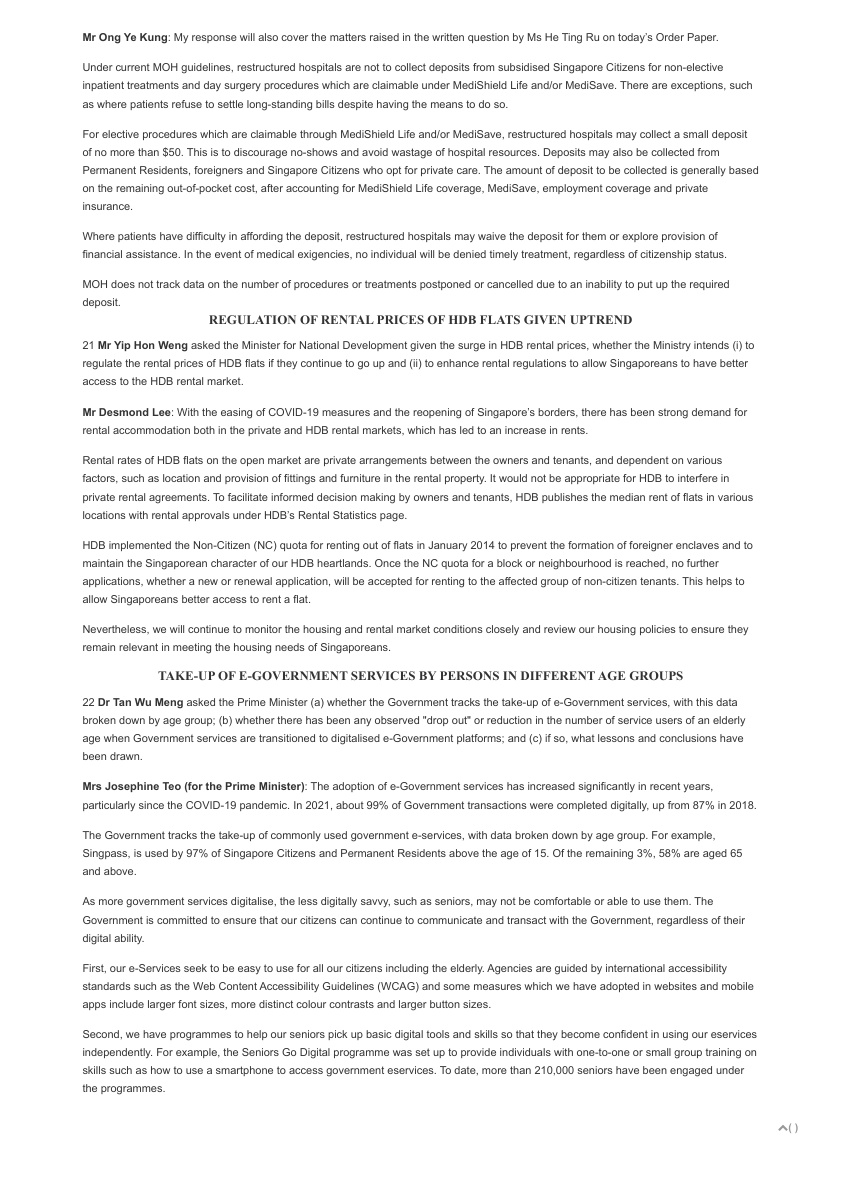 Mr Ong Ye Kung: My response will also cover the matters raised in the written question by Ms He Ting Ru on today's Order Paper.
Under current MOH guidelines, restructured hospitals are not to collect deposits from subsidised Singapore Citizens for non-elective
inpatient treatments and day surgery procedures which are claimable under MediShield Life and/or MediSave. There are exceptions, such
as where patients refuse to settle long-standing bills despite having the means to do so.
For elective procedures which are claimable through MediShield Life and/or MediSave, restructured hospitals may collect a small deposit
of no more than $50. This is to discourage no-shows and avoid wastage of hospital resources. Deposits may also be collected from
Permanent Residents, foreigners and Singapore Citizens who opt for private care. The amount of deposit to be collected is generally based
on the remaining out-of-pocket cost, after accounting for MediShield Life coverage, MediSave, employment coverage and private
insurance.
Where patients have difficulty in affording the deposit, restructured hospitals may waive the deposit for them or explore provision of
financial assistance. In the event of medical exigencies, no individual will be denied timely treatment, regardless of citizenship status.
MOH does not track data on the number of procedures or treatments postponed or cancelled due to an inability to put up the required
deposit.
REGULATION OF RENTAL PRICES OF HDB FLATS GIVEN UPTREND
21 Mr Yip Hon Weng asked the Minister for National Development given the surge in HDB rental prices, whether the Ministry intends (i) to
regulate the rental prices of HDB flats if they continue to go up and (ii) to enhance rental regulations to allow Singaporeans to have better
access to the HDB rental market.
Mr Desmond Lee: With the easing of COVID-19 measures and the reopening of Singapore's borders, there has been strong demand for
rental accommodation both in the private and HDB rental markets, which has led to an increase in rents.
Rental rates of HDB flats on the open market are private arrangements between the owners and tenants, and dependent on various
factors, such as location and provision of fittings and furniture in the rental property. It would not be appropriate for HDB to interfere in
private rental agreements. To facilitate informed decision making by owners and tenants, HDB publishes the median rent of flats in various
locations with rental approvals under HDB's Rental Statistics page.
HDB implemented the Non-Citizen (NC) quota for renting out of flats in January 2014 to prevent the formation of foreigner enclaves and to
maintain the Singaporean character of our HDB heartlands. Once the NC quota for a block or neighbourhood is reached, no further
applications, whether a new or renewal application, will be accepted for renting to the affected group of non-citizen tenants. This helps to
allow Singaporeans better access to rent a flat.
Nevertheless, we will continue to monitor the housing and rental market conditions closely and review our housing policies to ensure they
remain relevant in meeting the housing needs of Singaporeans.
TAKE-UP OF E-GOVERNMENT SERVICES BY PERSONS IN DIFFERENT AGE GROUPS
22 Dr Tan Wu Meng asked the Prime Minister (a) whether the Government tracks the take-up of e-Government services, with this data
broken down by age group; (b) whether there has been any observed "drop out" or reduction in the number of service users of an elderly
age when Government services are transitioned to digitalised e-Government platforms; and (c) if so, what lessons and conclusions have
been drawn.
Mrs Josephine Teo (for the Prime Minister): The adoption of e-Government services has increased significantly in recent years,
particularly since the COVID-19 pandemic. In 2021, about 99% of Government transactions were completed digitally, up from 87% in 2018.
The Government tracks the take-up of commonly used government e-services, with data broken down by age group. For example,
Singpass, is used by 97% of Singapore Citizens and Permanent Residents above the age of 15. Of the remaining 3%, 58% are aged 65
and above.
As more government services digitalise, the less digitally savvy, such as seniors, may not be comfortable or able to use them. The
Government is committed to ensure that our citizens can continue to communicate and transact with the Government, regardless of their
digital ability.
First, our e-Services seek to be easy to use for all our citizens including the elderly. Agencies are guided by international accessibility
standards such as the Web Content Accessibility Guidelines (WCAG) and some measures which we have adopted in websites and mobile
apps include larger font sizes, more distinct colour contrasts and larger button sizes.
Second, we have programmes to help our seniors pick up basic digital tools and skills so that they become confident in using our eservices
independently. For example, the Seniors Go Digital programme was set up to provide individuals with one-to-one or small group training on
skills such as how to use a smartphone to access government eservices. To date, more than 210,000 seniors have been engaged under
the programmes.
( )